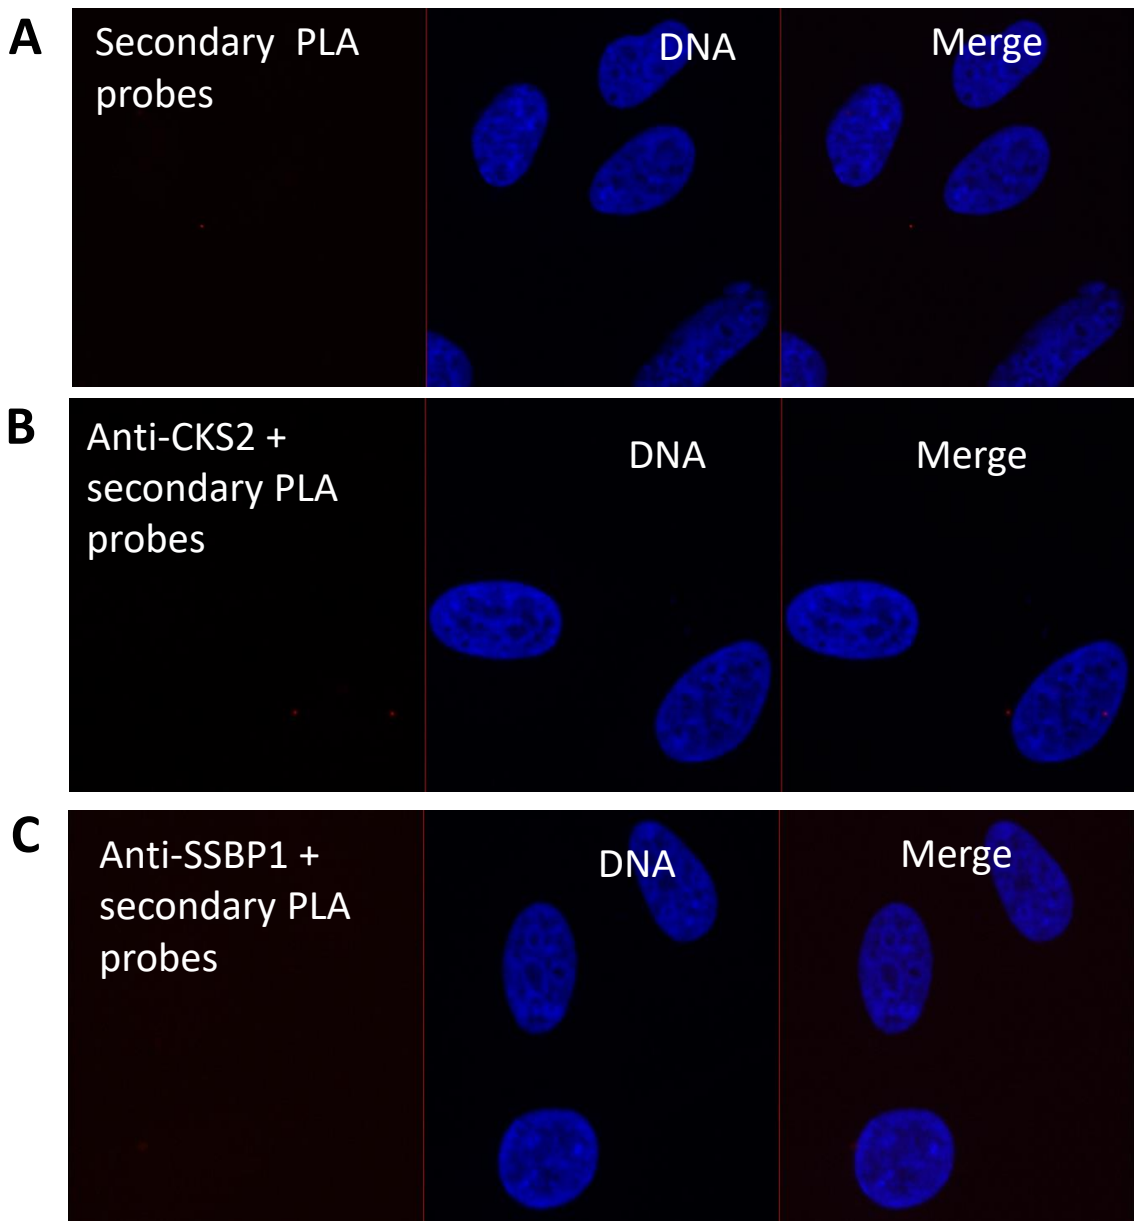 A
Secondary PLA
probes
DNA
Merge
B
Anti-CKS2 +
secondary PLA
probes
DNA
Merge
C
Anti-SSBP1 +
secondary PLA
probes
DNA
Merge